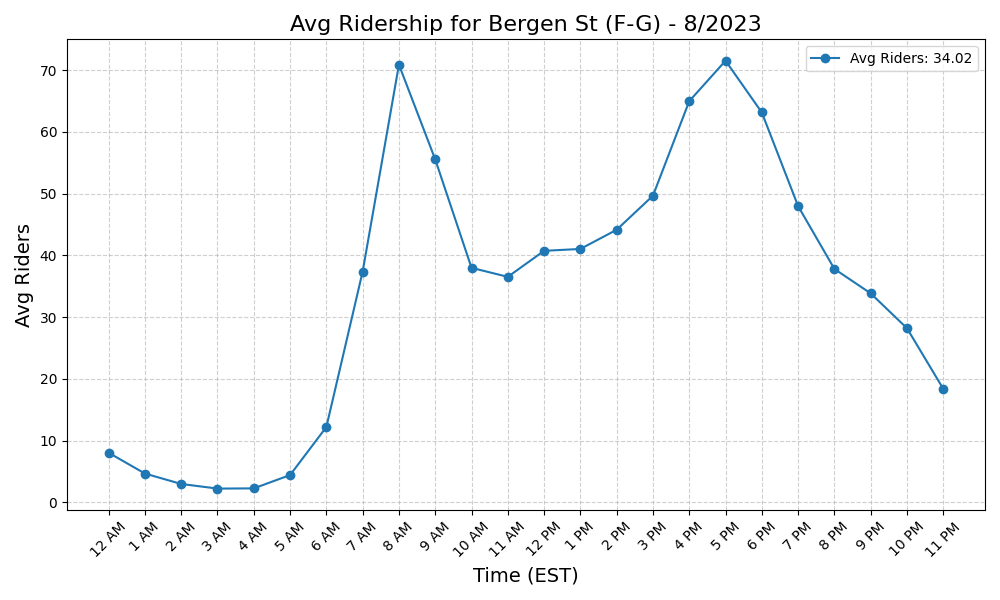 Avg Ridership for Bergen St (F-G) - 8/2023
Avg Riders: 34.02
Avg Riders
70
60
50
40
30
20
10
0
12 AM
1 AM
2 AM
3 AM
4 AM
5 AM
6 AM
7 AM
8 AM
9 AM
10 AM
11 AM
12 PM
1 PM
2 PM
3 PM
4 PM
5 PM
6 PM
7 PM
8 PM
9 PM
10 PM
11 PM
Time (EST)